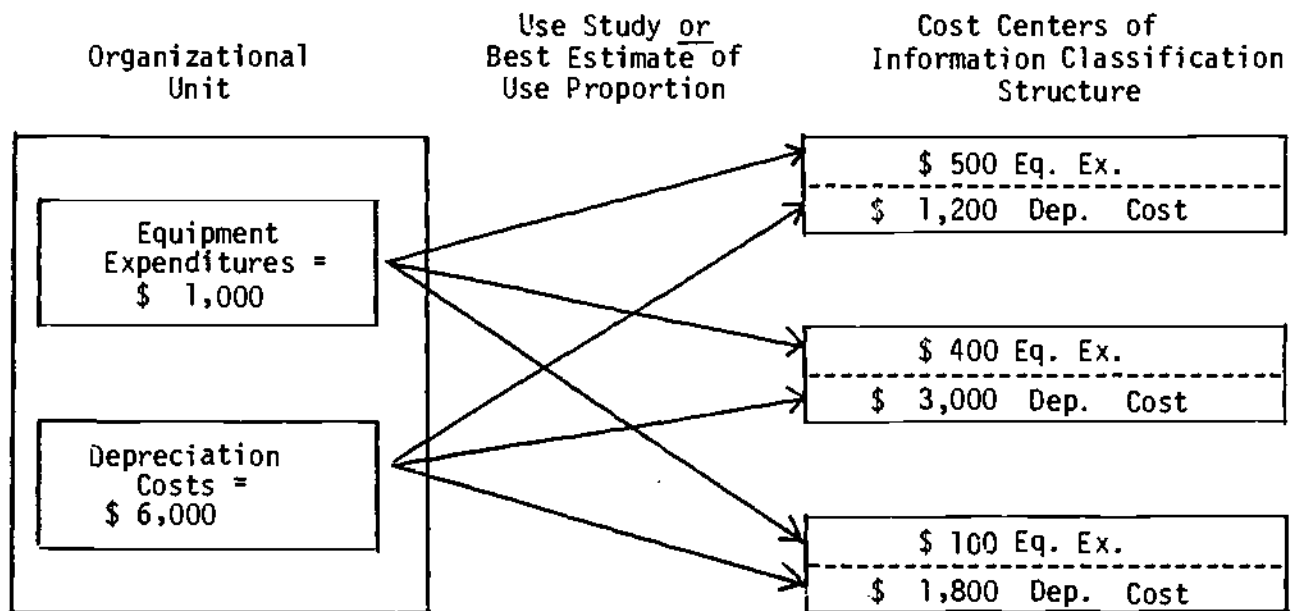 Organizational
Unit
Use Study or
Best Estimate of
Use Proportion
Cost Centers of
Information Classification
Structure
Equipment
Expenditures =
$ 1,000
Depreciation
Costs =
$ 6,000
$ 500 Eq. Ex.
$ 1,200 Dep. Cost
$ 400 Eq. Ex.
$ 3,000 Dep. Cost
$ 100 Eq. Ex.
$ 1,800 Dep. Cost